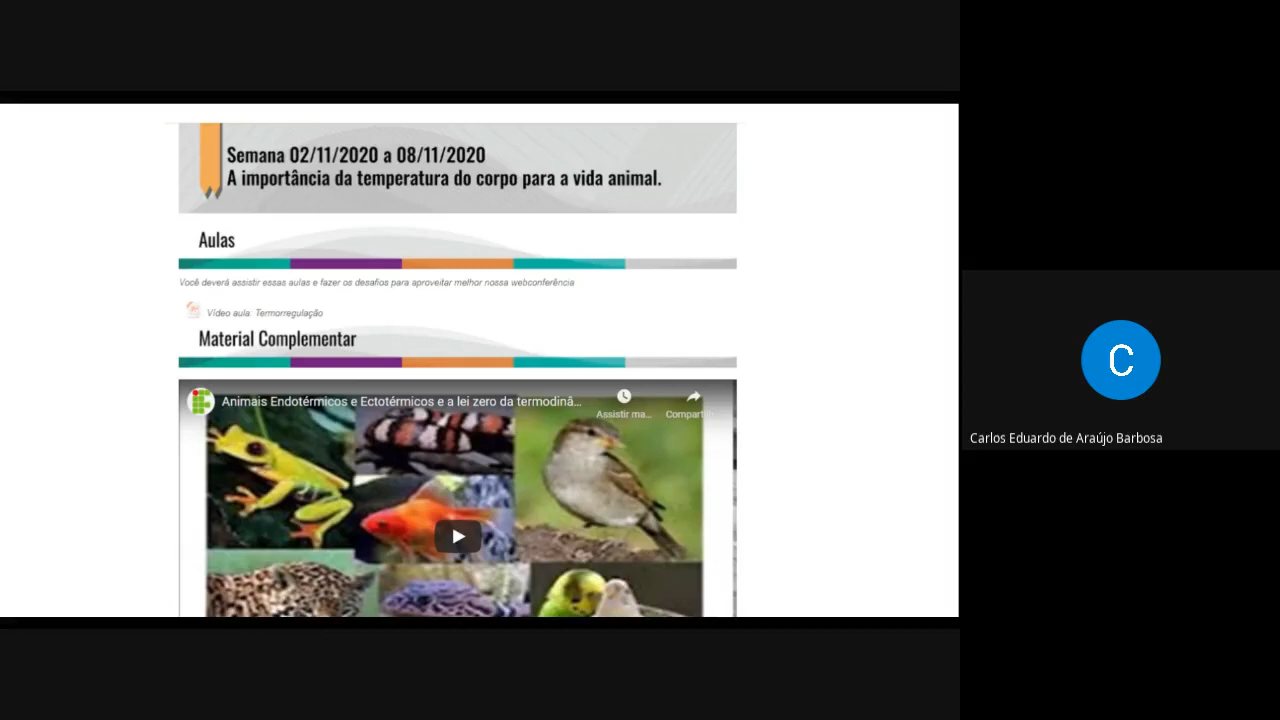 Semana 02/11/2020 a 08/11/2020
A importância da temperatura do corpo para a vida animal.
Aulas
Você deverá assistir essas aulas e fazer os desafios para aproveitar melhor nossa webconferência
Vídeo aula: Termorregulação
Material Complementar
Animais Endotérmicos e Ectotérmicos e a lei zero da termodinâ...
Assistir ma...
Compartilh
C
Carlos Eduardo de Araújo Barbosa